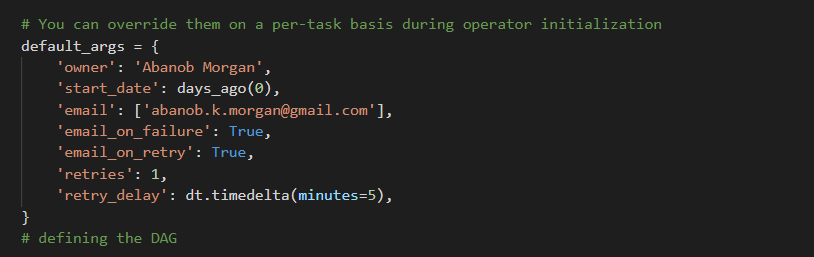 # You can override them on a per-task basis during operator initialization
default_args = {
    'owner': 'Abanob Morgan',
    'start_date': days_ago(0),
    'email': ['abanob.k.morgan@gmail.com'],
    'email_on_failure': True,
    'email_on_retry': True,
    'retries': 1,
    'retry_delay': dt.timedelta(minutes=5),
}
# defining the DAG